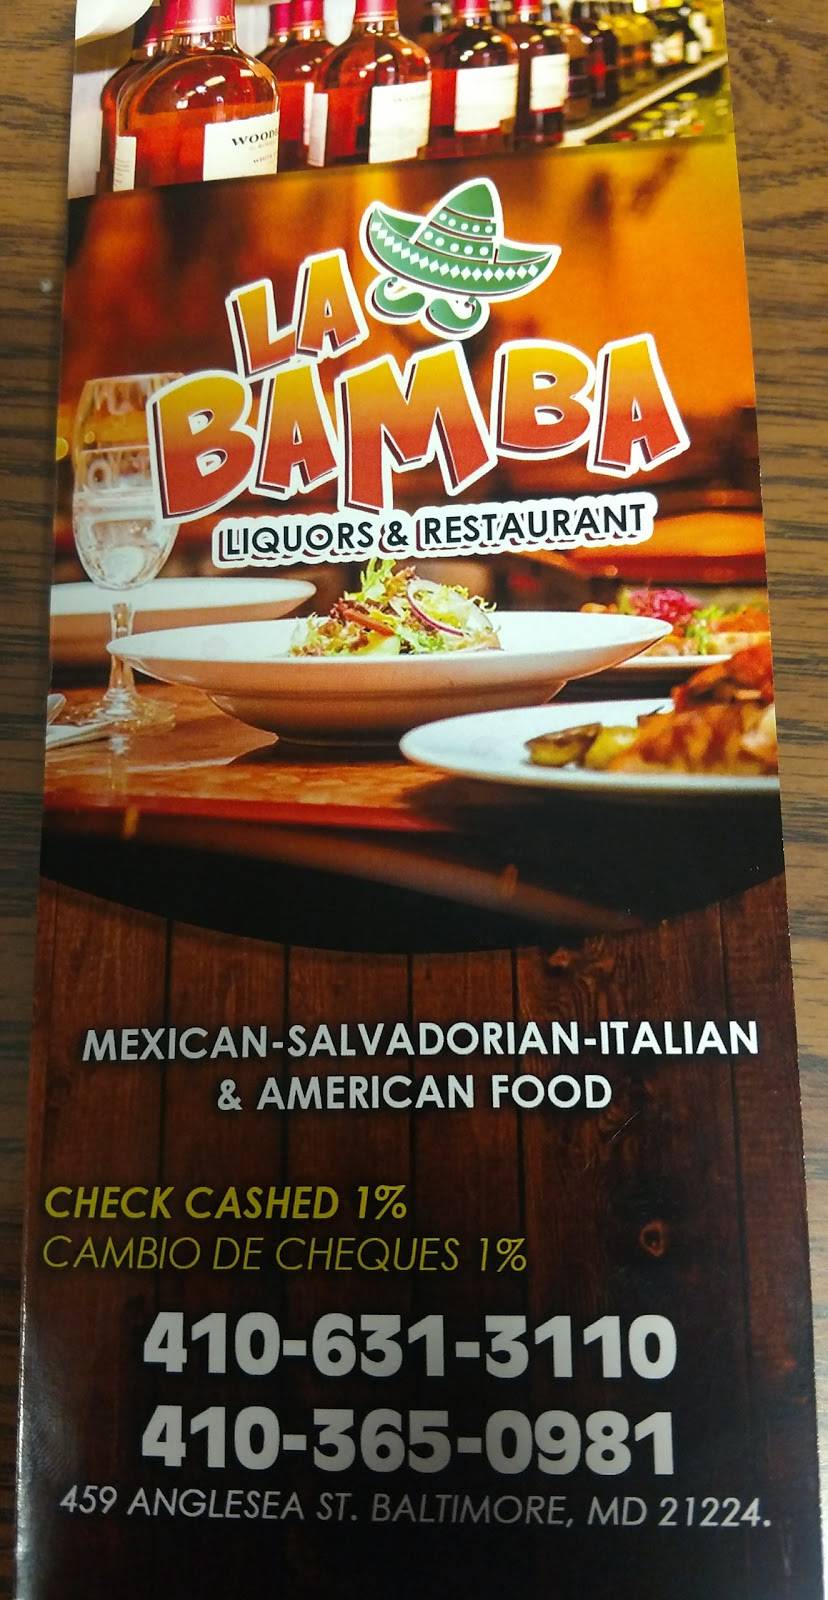 LA
BAMBA
LIQUORS & RESTAURANT
MEXICAN-SALVADORIAN-ITALIAN
& AMERICAN FOOD
CHECK CASHED 1%
CAMBIO DE CHEQUES 1%
410-631-3110
410-365-0981
459 ANGLESEA ST. BALTIMORE, MD 21224.